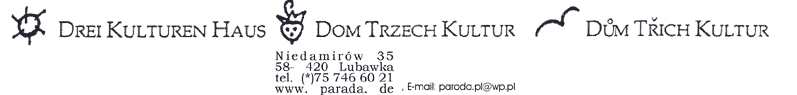 DREI KULTUREN HAUS DOM TRZECH KULTUR DŮM TŘICH KULTUR
Niedamirów 35
58- 420 Lubawka
tel. (*)75 746 60 21
www. parada. de , E-mail: parada.pl@wp.pl